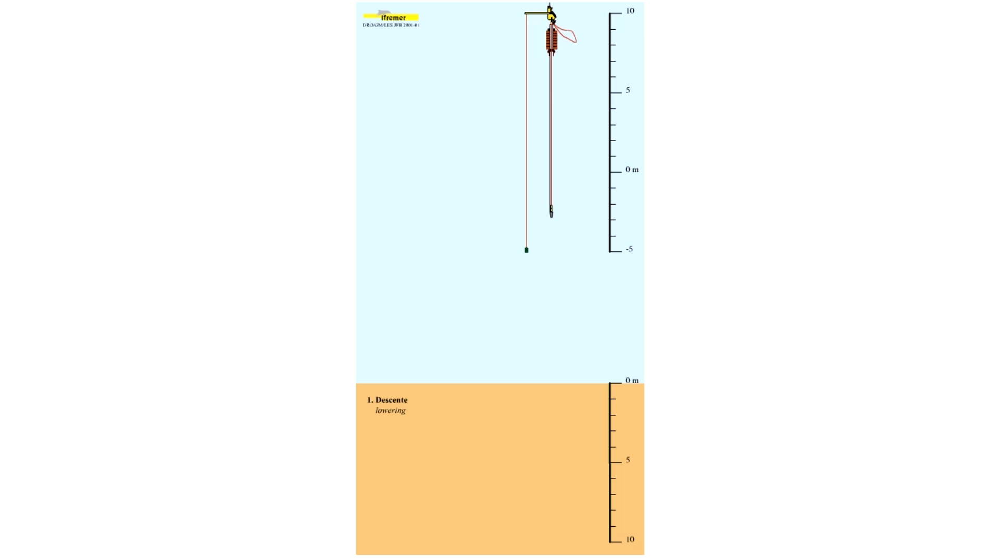 Ifremer
DRO/GM/LES JFB 2001-01
10
5
0 m
-5
0 m
1. Descente
lowering
5
10